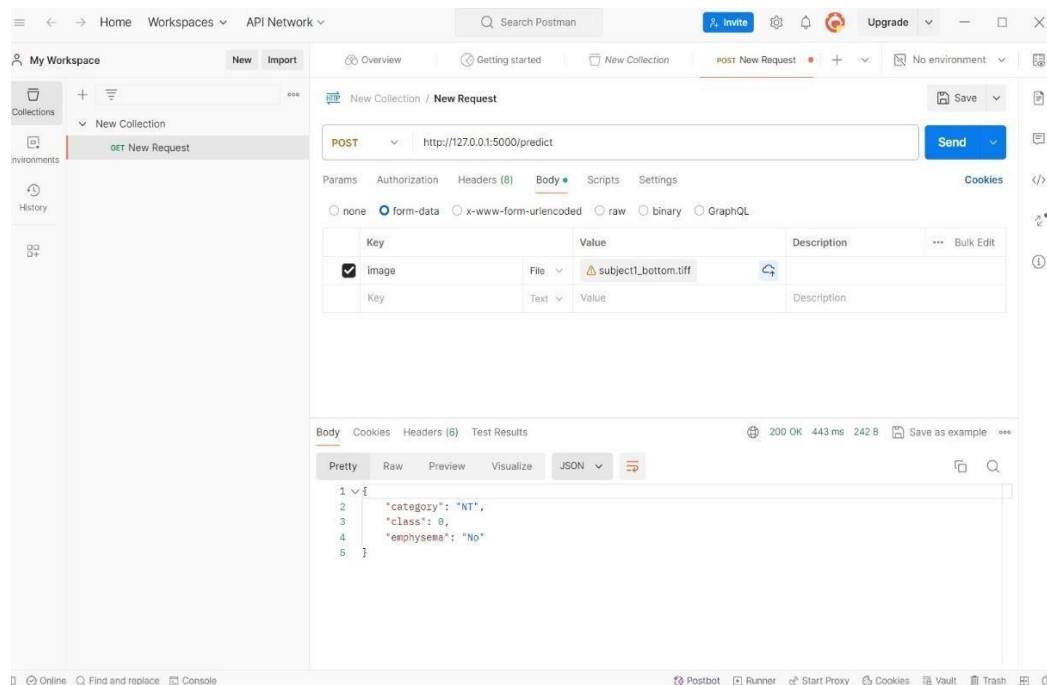 Home Workspaces API Network Search Postman Invite Upgrade
My Workspace New Import Overview Getting started New Collection POST New Request No environment
Collections
New Collection
GET New Request
Environments
History
HTTP New Collection / New Request Save
POST http://127.0.0.1:5000/predict Send
Params Authorization Headers (8) Body Scripts Settings Cookies
none form-data x-www-form-urlencoded raw binary GraphQL
Key Value Description Bulk Edit
image File subject1_bottom.tiff
Key Text Value Description
Body Cookies Headers (6) Test Results 200 OK 443 ms 242 B Save as example
Pretty Raw Preview Visualize JSON
1 {
2 "category": "NT",
3 "class": 0,
4 "emphysema": "No"
5 }
Online Find and replace Console Postbot Runner Start Proxy Cookies Vault Trash